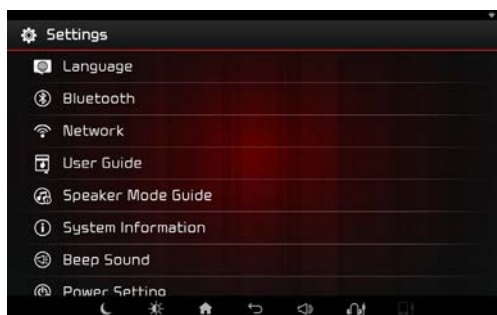 Settings
Language
Bluetooth
Network
User Guide
Speaker Mode Guide
System Information
Beep Sound
Power Setting